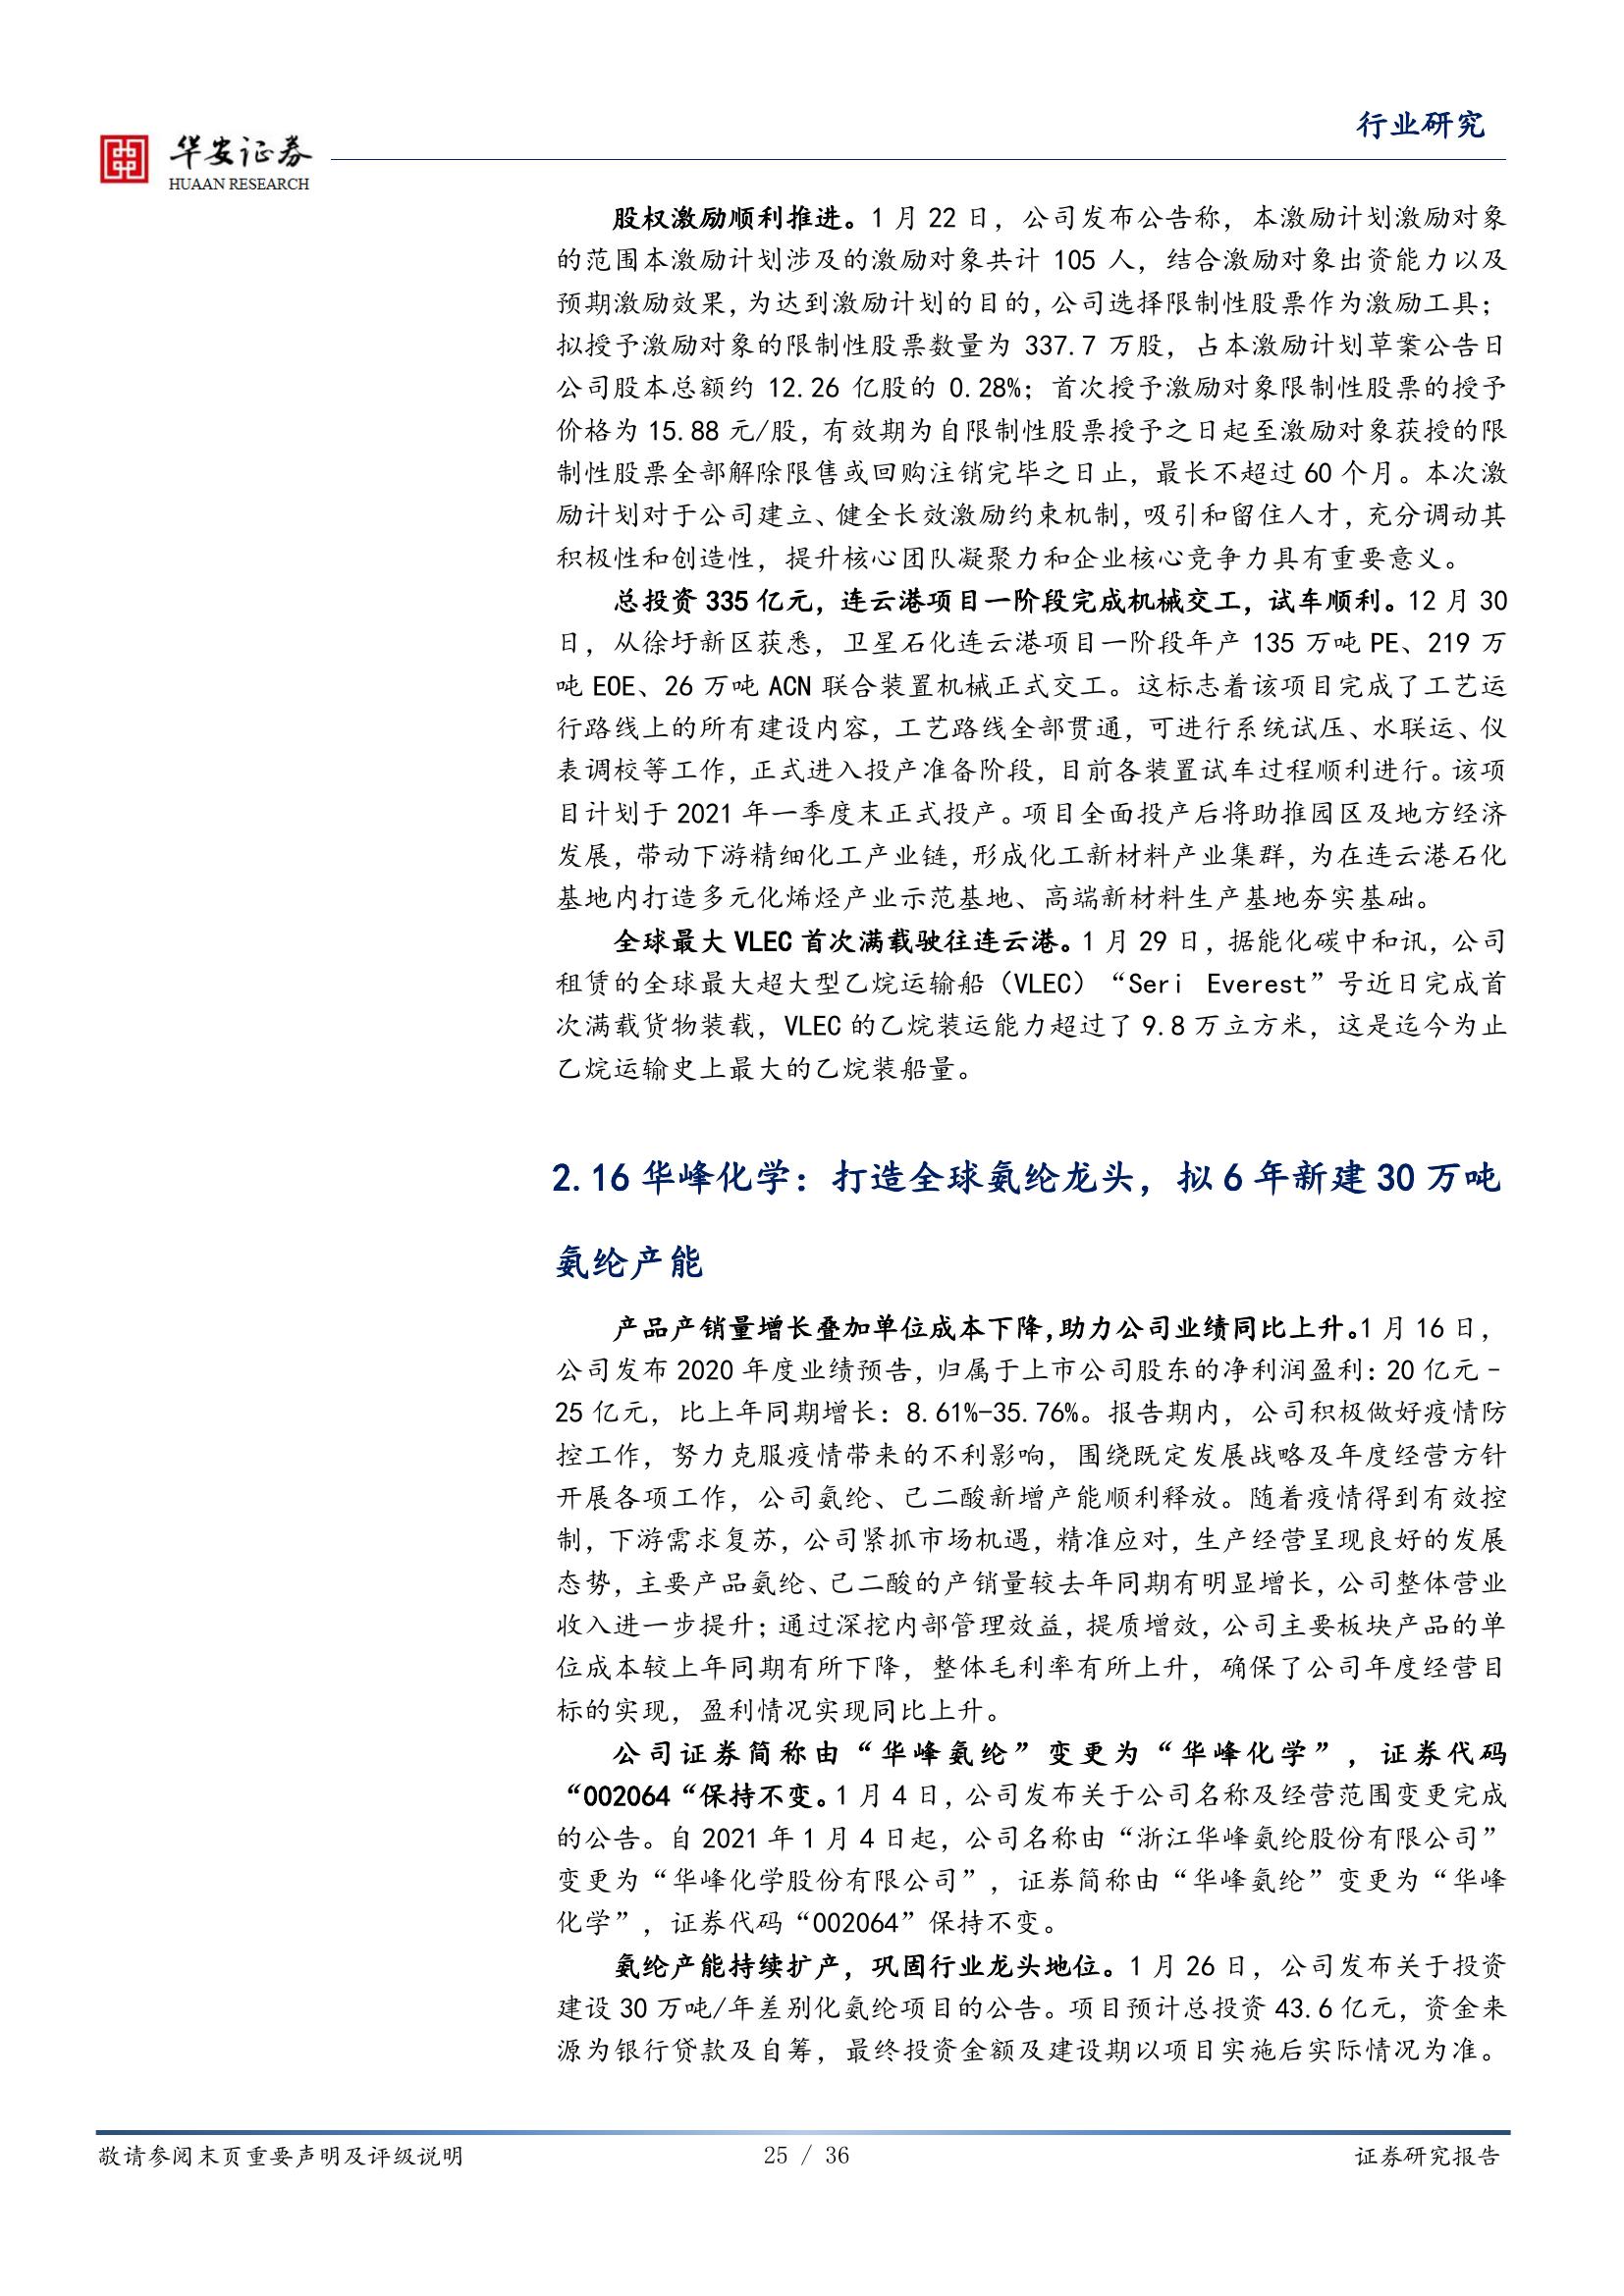 行业研究
华安证券
HUAAN RESEARCH
股权激励顺利推进。1 月 22 日，公司发布公告称，本激励计划激励对象
的范围本激励计划涉及的激励对象共计 105 人，结合激励对象出资能力以及
预期激励效果，为达到激励计划的目的，公司选择限制性股票作为激励工具；
拟授予激励对象的限制性股票数量为 337.7 万股，占本激励计划草案公告日
公司股本总额约 12.26 亿股的 0.28%；首次授予激励对象限制性股票的授予
价格为 15.88 元/股，有效期为自限制性股票授予之日起至激励对象获授的限
制性股票全部解除限售或回购注销完毕之日止，最长不超过 60 个月。本次激
励计划对于公司建立、健全长效激励约束机制，吸引和留住人才，充分调动其
积极性和创造性，提升核心团队凝聚力和企业核心竞争力具有重要意义。
总投资 335 亿元，连云港项目一阶段完成机械交工，试车顺利。12 月 30
日，从徐圩新区获悉，卫星石化连云港项目一阶段年产 135 万吨 PE、219 万
吨 EOE、26 万吨 ACN 联合装置机械正式交工。这标志着该项目完成了工艺运
行路线上的所有建设内容，工艺路线全部贯通，可进行系统试压、水联运、仪
表调校等工作，正式进入投产准备阶段，目前各装置试车过程顺利进行。该项
目计划于 2021 年一季度末正式投产。项目全面投产后将助推园区及地方经济
发展，带动下游精细化工产业链，形成化工新材料产业集群，为在连云港石化
基地内打造多元化烯烃产业示范基地、高端新材料生产基地夯实基础。
全球最大 VLEC 首次满载驶往连云港。1 月 29 日，据能化碳中和讯，公司
租赁的全球最大超大型乙烷运输船（VLEC）“Seri Everest”号近日完成首
次满载货物装载，VLEC 的乙烷装运能力超过了 9.8 万立方米，这是迄今为止
乙烷运输史上最大的乙烷装船量。
2.16 华峰化学：打造全球氨纶龙头，拟 6 年新建 30 万吨
氨纶产能
产品产销量增长叠加单位成本下降，助力公司业绩同比上升。1 月 16 日，
公司发布 2020 年度业绩预告，归属于上市公司股东的净利润盈利：20 亿元–
25 亿元，比上年同期增长：8.61%-35.76%。报告期内，公司积极做好疫情防
控工作，努力克服疫情带来的不利影响，围绕既定发展战略及年度经营方针
开展各项工作，公司氨纶、己二酸新增产能顺利释放。随着疫情得到有效控
制，下游需求复苏，公司紧抓市场机遇，精准应对，生产经营呈现良好的发展
态势，主要产品氨纶、己二酸的产销量较去年同期有明显增长，公司整体营业
收入进一步提升；通过深挖内部管理效益，提质增效，公司主要板块产品的单
位成本较上年同期有所下降，整体毛利率有所上升，确保了公司年度经营目
标的实现，盈利情况实现同比上升。
公司证券简称由“华峰氨纶”变更为“华峰化学”，证券代码
“002064“保持不变。1 月 4 日，公司发布关于公司名称及经营范围变更完成
的公告。自 2021 年 1 月 4 日起，公司名称由“浙江华峰氨纶股份有限公司”
变更为“华峰化学股份有限公司”，证券简称由“华峰氨纶”变更为“华峰
化学”，证券代码“002064”保持不变。
氨纶产能持续扩产，巩固行业龙头地位。1 月 26 日，公司发布关于投资
建设 30 万吨/年差别化氨纶项目的公告。项目预计总投资 43.6 亿元，资金来
源为银行贷款及自筹，最终投资金额及建设期以项目实施后实际情况为准。
敬请参阅末页重要声明及评级说明
25 / 36
证券研究报告